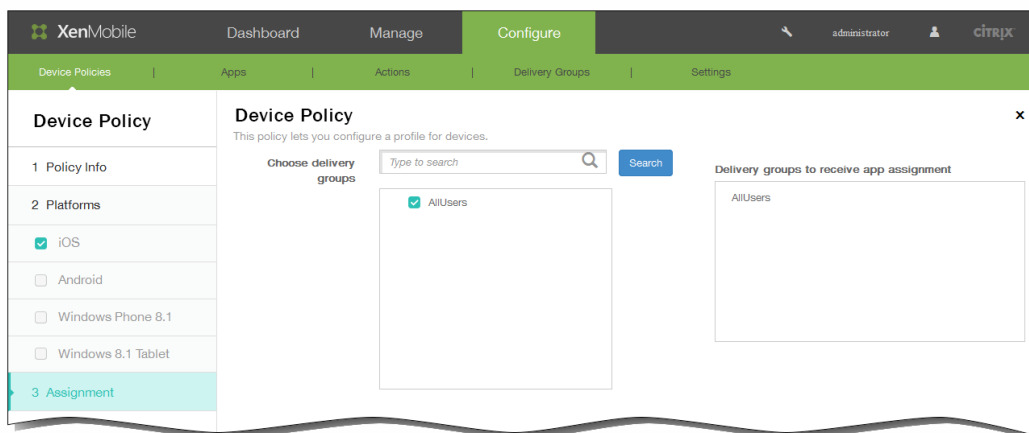 XenMobile Dashboard Manage Configure administrator CİTRIX
Device Policies | Apps | Actions | Delivery Groups | Settings
Device Policy
1 Policy Info
2 Platforms
iOS
Android
Windows Phone 8.1
Windows 8.1 Tablet
3 Assignment
Device Policy
x
This policy lets you configure a profile for devices.
Choose delivery
groups
Type to search
Search
AllUsers
Delivery groups to receive app assignment
AllUsers